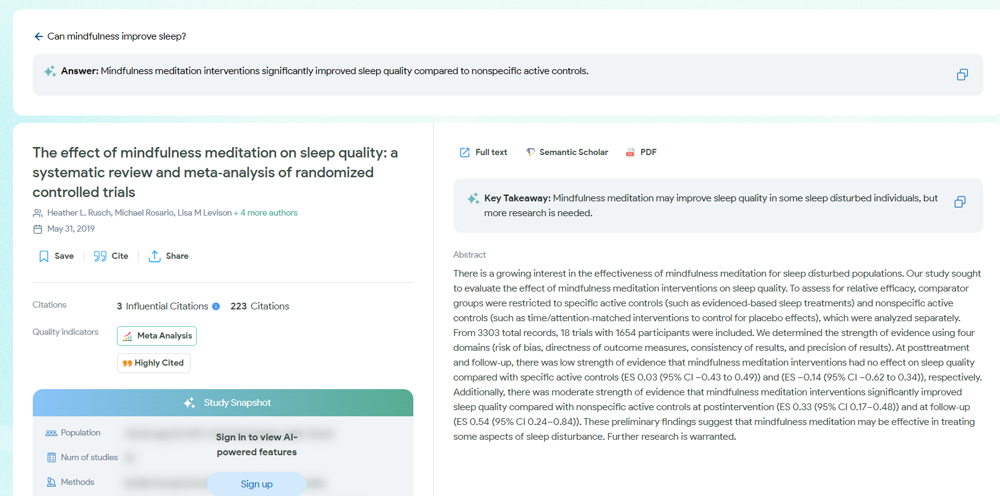 Can mindfulness improve sleep?
Answer: Mindfulness meditation interventions significantly improved sleep quality compared to nonspecific active controls.
The effect of mindfulness meditation on sleep quality: a
systematic review and meta-analysis of randomized
controlled trials
Heather L. Rusch, Michael Rosario, Lisa M Levison + 4 more authors
May 31, 2019
Save
Cite
Share
Citations
3 Influential Citations
223 Citations
Quality indicators
Meta Analysis
Highly Cited
Study Snapshot
Population
Num of studies
Methods
Sign in to view AI-
powered features
Sign up
Full text
Semantic Scholar
PDF
Key Takeaway: Mindfulness meditation may improve sleep quality in some sleep disturbed individuals, but
more research is needed.
Abstract
There is a growing interest in the effectiveness of mindfulness meditation for sleep disturbed populations. Our study sought
to evaluate the effect of mindfulness meditation interventions on sleep quality. To assess for relative efficacy, comparator
groups were restricted to specific active controls (such as evidenced-based sleep treatments) and nonspecific active
controls (such as time/attention-matched interventions to control for placebo effects), which were analyzed separately.
From 3303 total records, 18 trials with 1654 participants were included. We determined the strength of evidence using four
domains (risk of bias, directness of outcome measures, consistency of results, and precision of results). At posttreatment
and follow-up, there was low strength of evidence that mindfulness meditation interventions had no effect on sleep quality
compared with specific active controls (ES 0.03 (95% CI −0.43 to 0.49)) and (ES −0.14 (95% CI −0.62 to 0.34)), respectively.
Additionally, there was moderate strength of evidence that mindfulness meditation interventions significantly improved
sleep quality compared with nonspecific active controls at postintervention (ES 0.33 (95% CI 0.17–0.48)) and at follow-up
(ES 0.54 (95% CI 0.24–0.84)). These preliminary findings suggest that mindfulness meditation may be effective in treating
some aspects of sleep disturbance. Further research is warranted.